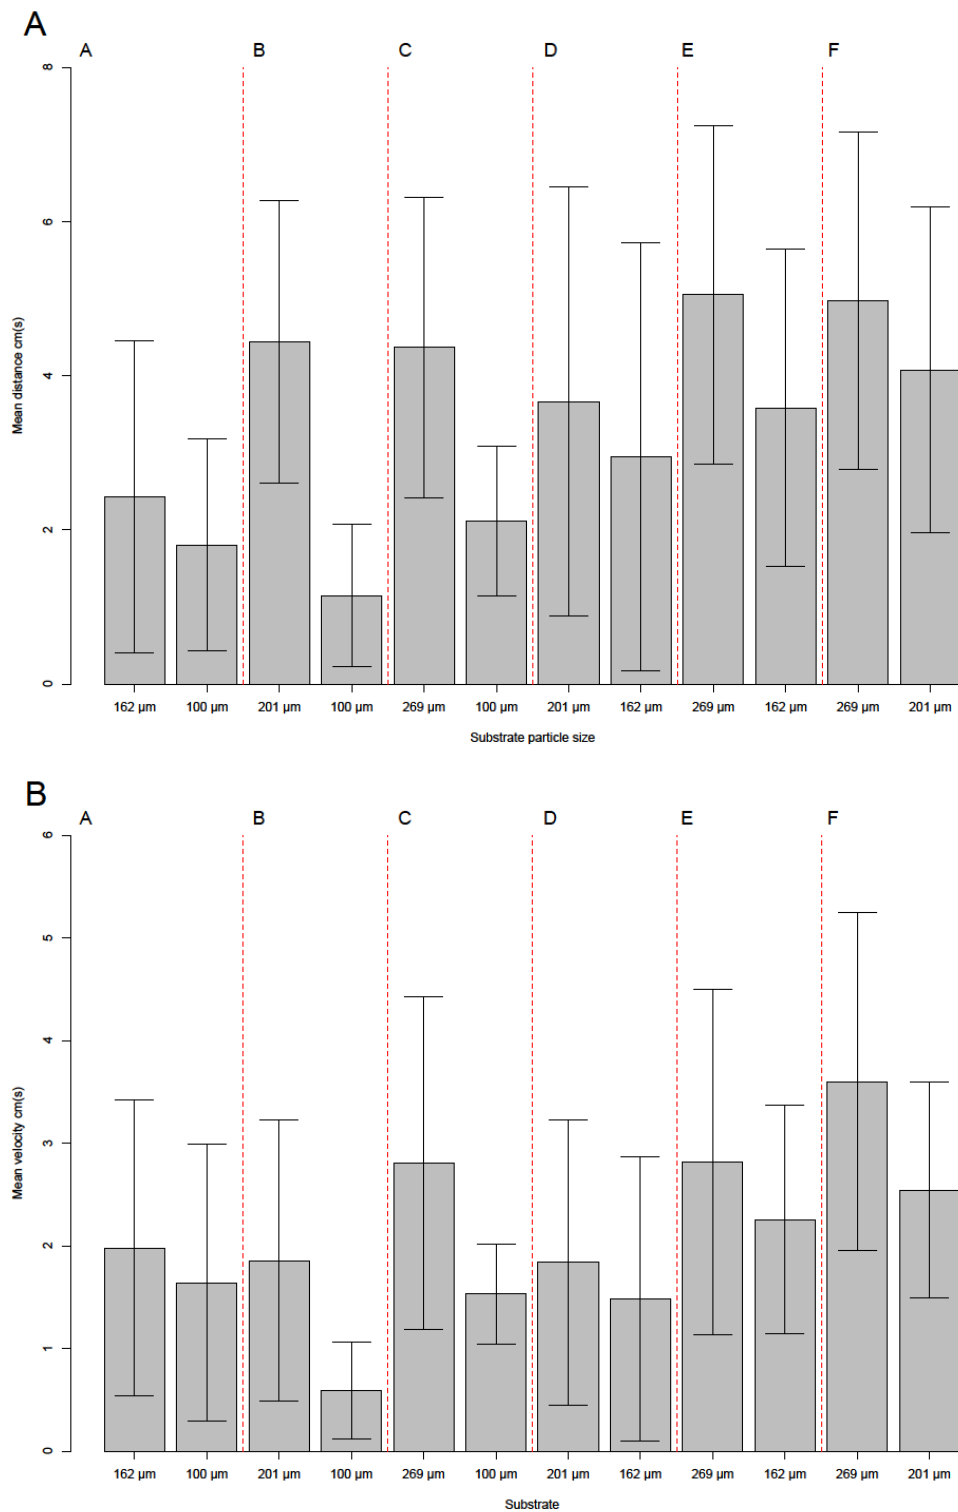 A
A B C D E F
8
6
4
2
0
Mean distance cm(s)
162 µm 100 µm 201 µm 100 µm 269 µm 100 µm 201 µm 162 µm 269 µm 162 µm 269 µm 201 µm
Substrate particle size
B
A B C D E F
6
5
4
3
2
1
0
Mean velocity cm(s)
162 µm 100 µm 201 µm 100 µm 269 µm 100 µm 201 µm 162 µm 269 µm 162 µm 269 µm 201 µm
Substrate